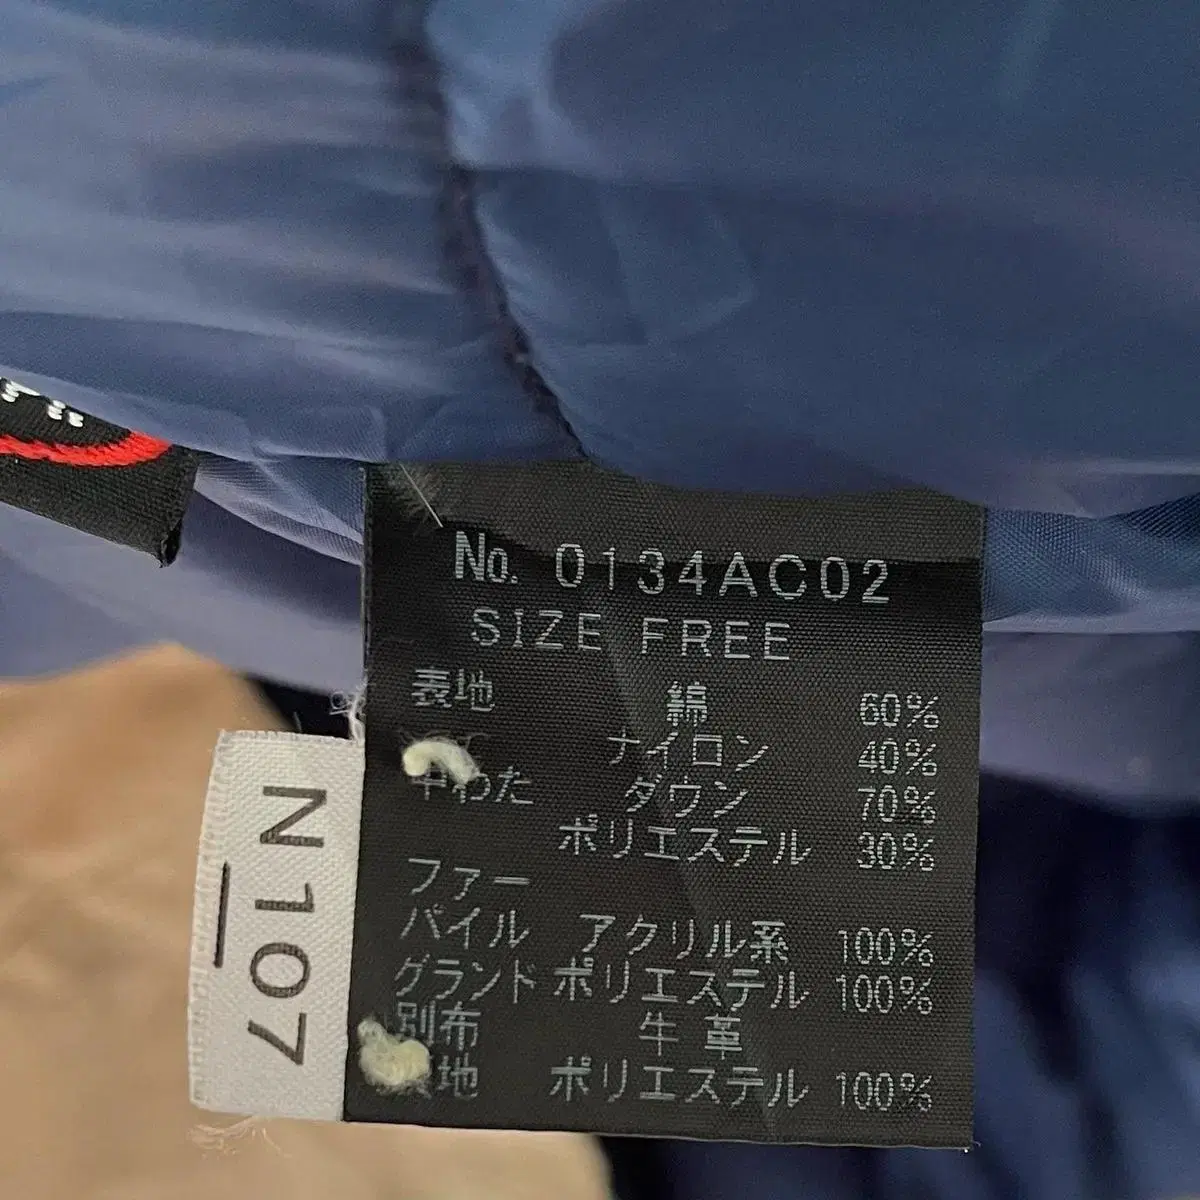 No. 0134AC02
SIZE FREE
表地 綿 60%
ナイロン 40%
中わた ダウン 70%
ポリエステル 30%
ファー
パイル アクリル系 100%
グランド ポリエステル 100%
別布 牛革
地 ポリエステル 100%
N107